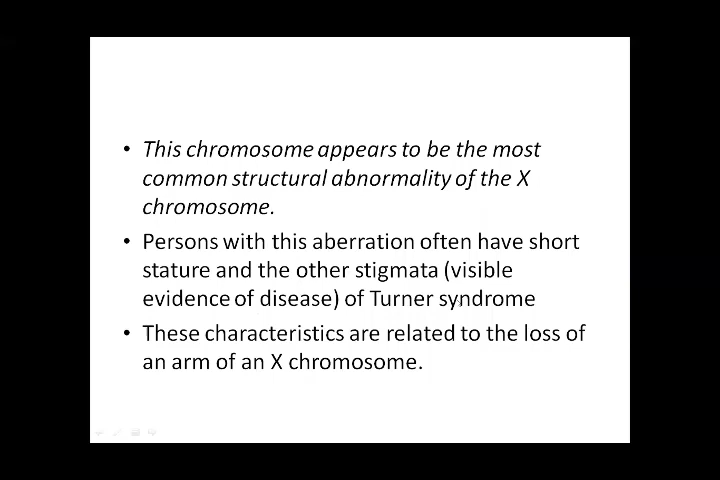 • This chromosome appears to be the most
common structural abnormality of the X
chromosome.
• Persons with this aberration often have short
stature and the other stigmata (visible
evidence of disease) of Turner syndrome
• These characteristics are related to the loss of
an arm of an X chromosome.